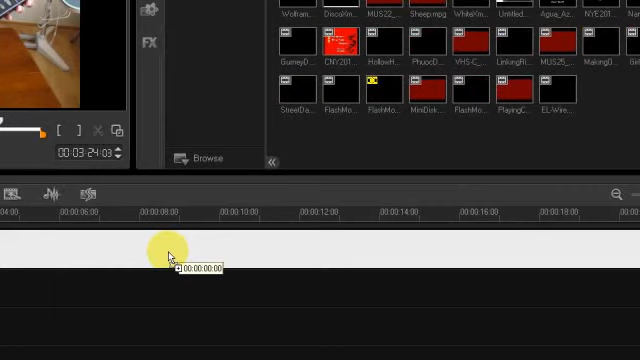 Wolfram...
DiscoXm...
MUS22_...
Sheep.mpg
WhiteXm...
Untitled...
Agua_Az...
NYE201...
GurneyD...
CNY201...
HollowH...
PhuocD...
VHS-C_...
LinkingRi...
MUS25_...
MakingD...
FX
StreetDa...
FlashMo...
FlashMo...
MiniDisk...
FlashMo...
PlayingC...
EL-Wire...
[ ]
00:03:24:03
Browse
00:00:06:00
00:00:08:00
00:00:10:00
00:00:12:00
00:00:14:00
00:00:16:00
00:00:18:00
00:00:00:00